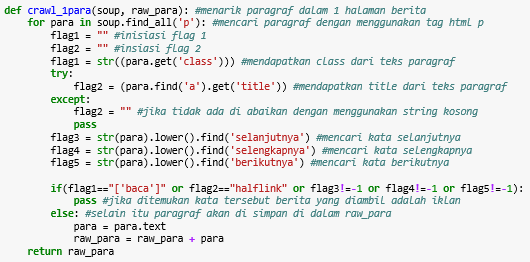 def crawl_1para(soup, raw_para): #menarik paragraf dalam 1 halaman berita
    for para in soup.find_all('p'): #mencari paragraf dengan menggunakan tag html p
        flag1 = "" #inisiasi flag 1
        flag2 = "" #insiasi flag 2
        flag1 = str((para.get('class'))) #mendapatkan class dari teks paragraf
        try:
            flag2 = (para.find('a').get('title')) #mendapatkan title dari teks paragraf
        except:
            flag2 = "" #jika tidak ada di abaikan dengan menggunakan string kosong
            pass
        flag3 = str(para).lower().find('selanjutnya') #mencari kata selanjutnya
        flag4 = str(para).lower().find('selengkapnya') #mencari kata selengkapnya
        flag5 = str(para).lower().find('berikutnya') #mencari kata berikutnya

        if(flag1=="['baca']" or flag2=="halflink" or flag3!=-1 or flag4!=-1 or flag5!=-1):
            pass #jika ditemukan kata tersebut berita yang diambil adalah iklan
        else: #selain itu paragraf akan di simpan di dalam raw_para
            para = para.text
            raw_para = raw_para + para
    return raw_para